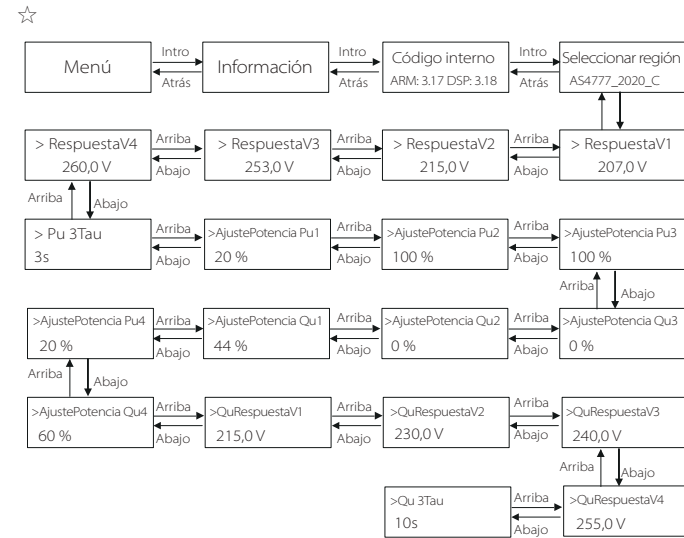 ☆
Menú
Intro
Atrás
Información
Intro
Atrás
Código interno
ARM: 3.17 DSP: 3.18
Intro
Atrás
Seleccionar región
AS4777_2020_C
> RespuestaV4
260,0 V
Arriba
Abajo
> RespuestaV3
253,0 V
Arriba
Abajo
> RespuestaV2
215,0 V
Arriba
Abajo
> RespuestaV1
207,0 V
Arriba
Abajo
> Pu 3Tau
3s
Arriba
Abajo
>AjustePotencia Pu1
20 %
Arriba
Abajo
>AjustePotencia Pu2
100 %
Arriba
Abajo
>AjustePotencia Pu3
100 %
Arriba
Abajo
>AjustePotencia Pu4
20 %
Arriba
Abajo
>AjustePotencia Qu1
44 %
Arriba
Abajo
>AjustePotencia Qu2
0 %
Arriba
Abajo
>AjustePotencia Qu3
0 %
Arriba
Abajo
>AjustePotencia Qu4
60 %
Arriba
Abajo
>QuRespuestaV1
215,0 V
Arriba
Abajo
>QuRespuestaV2
230,0 V
Arriba
Abajo
>QuRespuestaV3
240,0 V
Arriba
Abajo
>Qu 3Tau
10s
Arriba
Abajo
>QuRespuestaV4
255,0 V